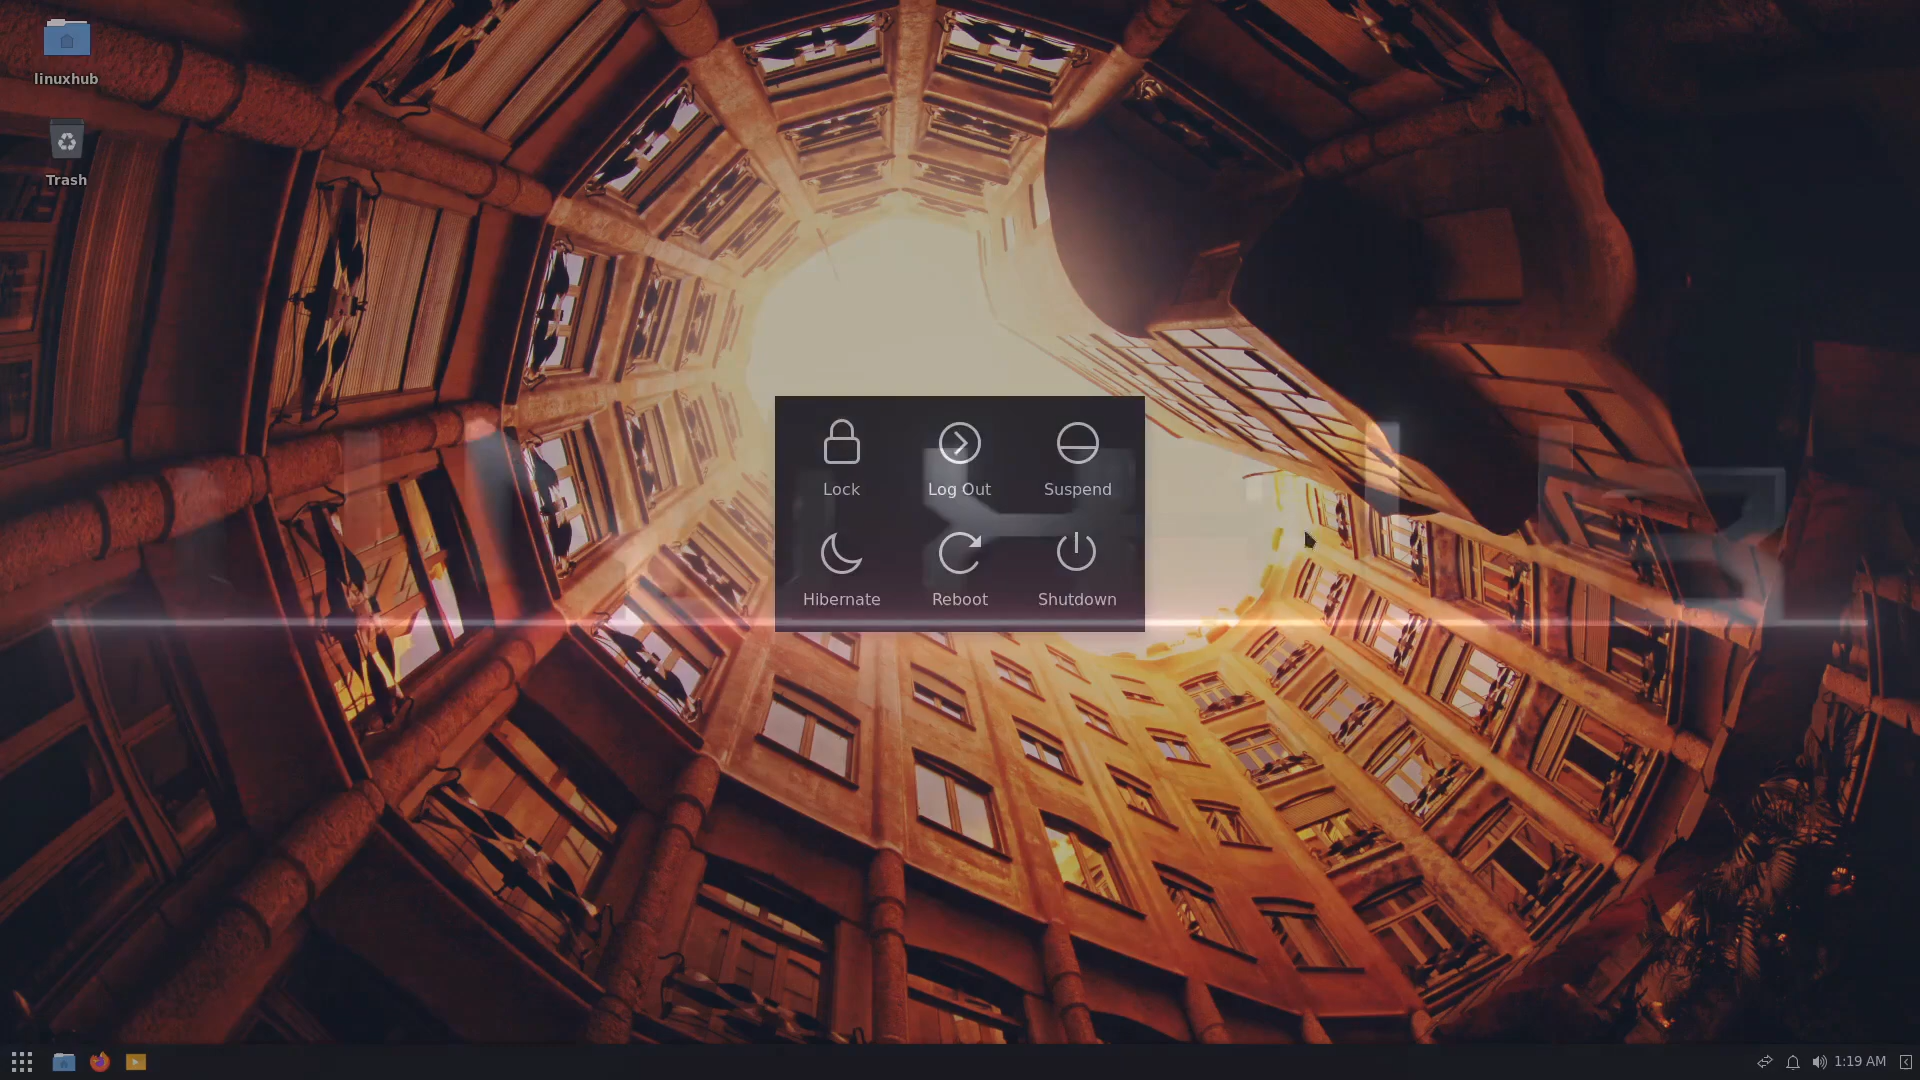 linuxhub
Trash
Lock
Log Out
Suspend
Hibernate
Reboot
Shutdown
1:19 AM